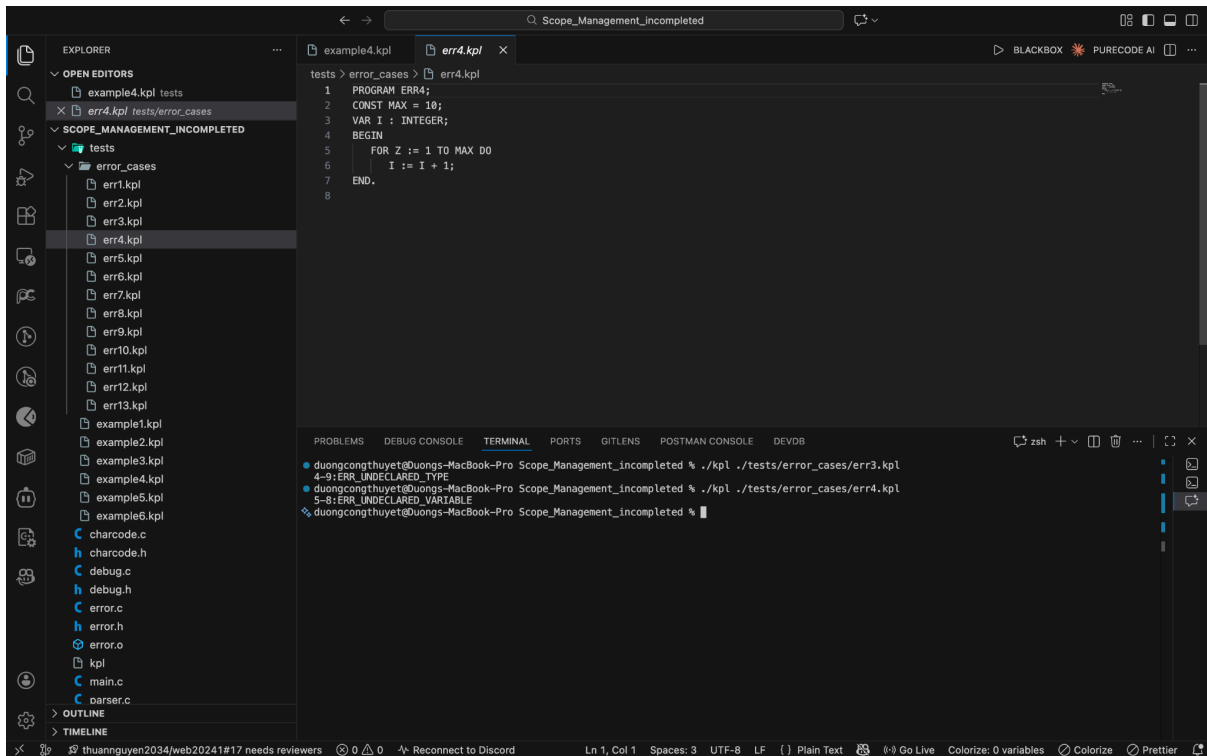 Scope_Management_incompleted
EXPLORER
OPEN EDITORS
example4.kpl tests
err4.kpl tests/error_cases
SCOPE_MANAGEMENT_INCOMPLETED
tests
error_cases
err1.kpl
err2.kpl
err3.kpl
err4.kpl
err5.kpl
err6.kpl
err7.kpl
err8.kpl
err9.kpl
err10.kpl
err11.kpl
err12.kpl
err13.kpl
example1.kpl
example2.kpl
example3.kpl
example4.kpl
example5.kpl
example6.kpl
C charcode.c
h charcode.h
C debug.c
h debug.h
C error.c
h error.h
error.o
kpl
C main.c
C parser.c
OUTLINE
TIMELINE
example4.kpl err4.kpl BLACKBOX PURECODE AI
tests > error_cases > err4.kpl
1 PROGRAM ERR4;
2 CONST MAX = 10;
3 VAR I : INTEGER;
4 BEGIN
5 FOR Z := 1 TO MAX DO
6 I := I + 1;
7 END.
8
PROBLEMS DEBUG CONSOLE TERMINAL PORTS GITLENS POSTMAN CONSOLE DEVDB zsh
duongcongthuyet@Duongs-MacBook-Pro Scope_Management_incompleted % ./kpl ./tests/error_cases/err3.kpl
4-9:ERR_UNDECLARED_TYPE
duongcongthuyet@Duongs-MacBook-Pro Scope_Management_incompleted % ./kpl ./tests/error_cases/err4.kpl
5-8:ERR_UNDECLARED_VARIABLE
duongcongthuyet@Duongs-MacBook-Pro Scope_Management_incompleted %
thuannguyen2034/web20241#17 needs reviewers 0 0 Reconnect to Discord Ln 1, Col 1 Spaces: 3 UTF-8 LF {} Plain Text Go Live Colorize: 0 variables Colorize Prettier